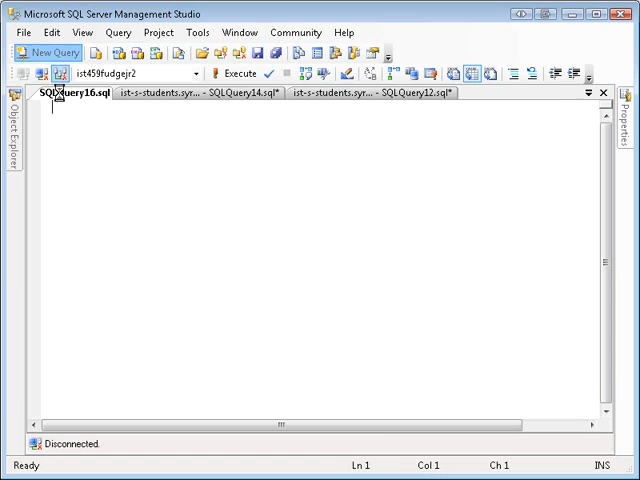 Microsoft SQL Server Management Studio
File Edit View Query Project Tools Window Community Help
New Query
ist459fudgejr2 Execute
SQLQuery16.sql ist-s-students.syr... - SQLQuery14.sql* ist-s-students.syr... - SQLQuery12.sql*
Object Explorer
Properties
Disconnected.
Ready Ln 1 Col 1 Ch 1 INS